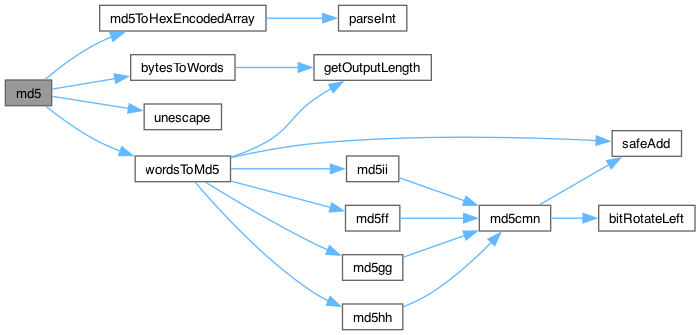 md5ToHexEncodedArray
parseInt
bytesToWords
getOutputLength
md5
unescape
safeAdd
wordsToMd5
md5ii
md5ff
md5cmn
bitRotateLeft
md5gg
md5hh